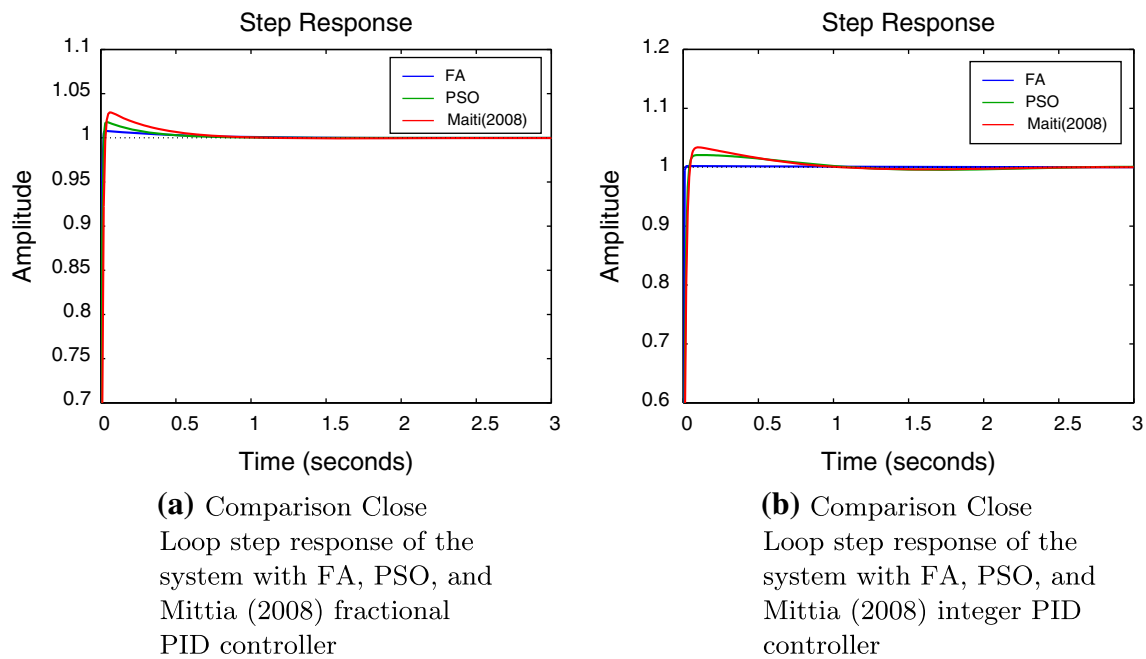 Step Response
1.1
1.05
1
0.95
0.9
0.85
0.8
0.75
0.7
Amplitude
FA
PSO
Maiti(2008)
0 0.5 1 1.5 2 2.5 3
Time (seconds)
(a) Comparison Close
Loop step response of the
system with FA, PSO, and
Mittia (2008) fractional
PID controller
Step Response
1.2
1.1
1
0.9
0.8
0.7
0.6
Amplitude
FA
PSO
Maiti(2008)
0 0.5 1 1.5 2 2.5 3
Time (seconds)
(b) Comparison Close
Loop step response of the
system with FA, PSO, and
Mittia (2008) integer PID
controller